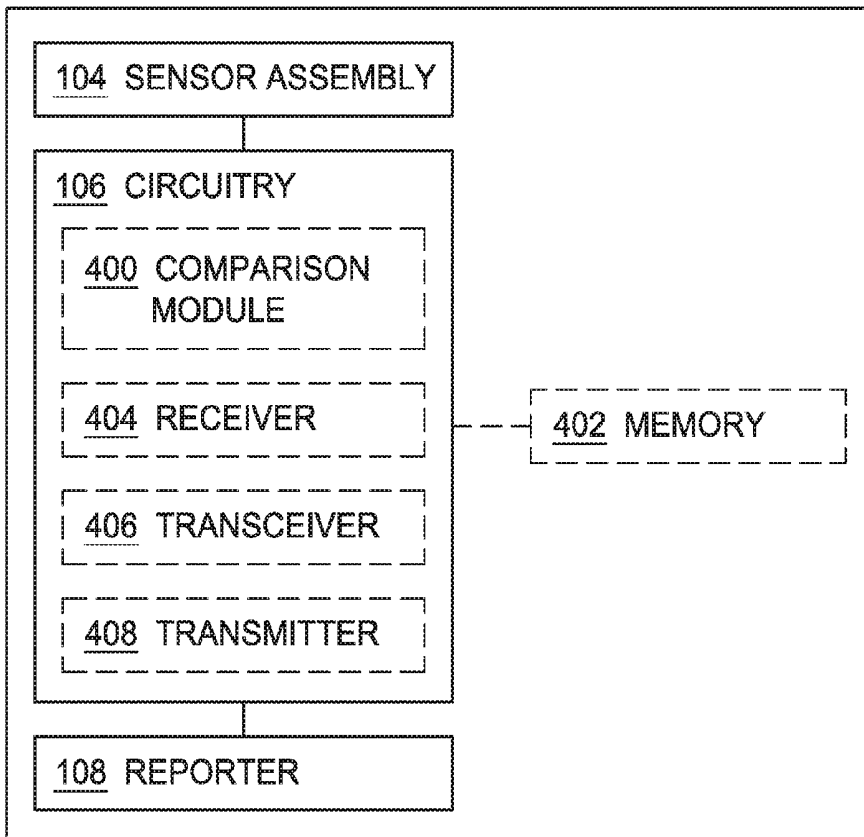 104 SENSOR ASSEMBLY
106 CIRCUITRY
400 COMPARISON
MODULE
404 RECEIVER
402 MEMORY
406 TRANSCEIVER
408 TRANSMITTER
108 REPORTER